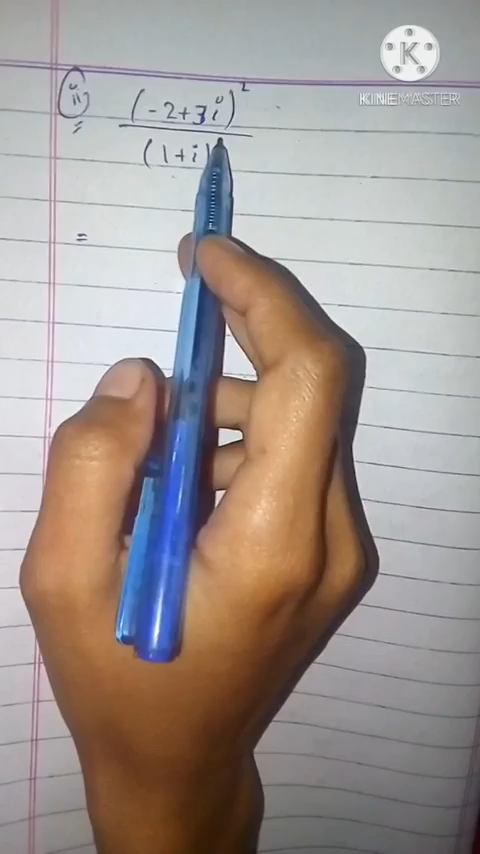 K
KINEMASTER
(ii) (-2+3i)²
= (1+i)
=